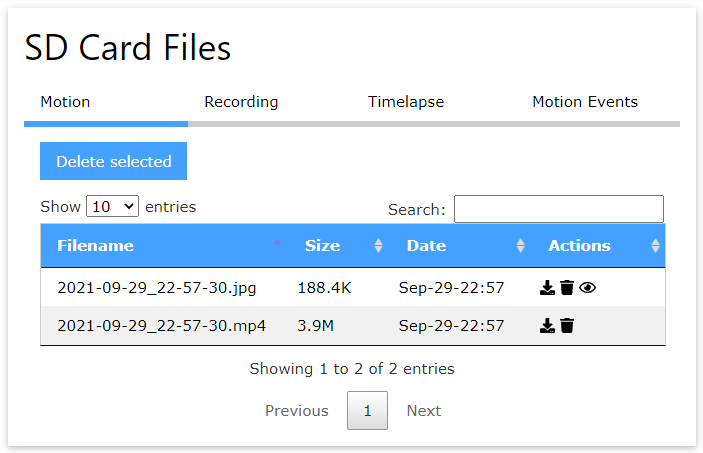 SD Card Files
Motion Recording Timelapse Motion Events
Delete selected
Show 10 entries Search:
Filename Size Date Actions
2021-09-29_22-57-30.jpg 188.4K Sep-29-22:57
2021-09-29_22-57-30.mp4 3.9M Sep-29-22:57
Showing 1 to 2 of 2 entries
Previous 1 Next